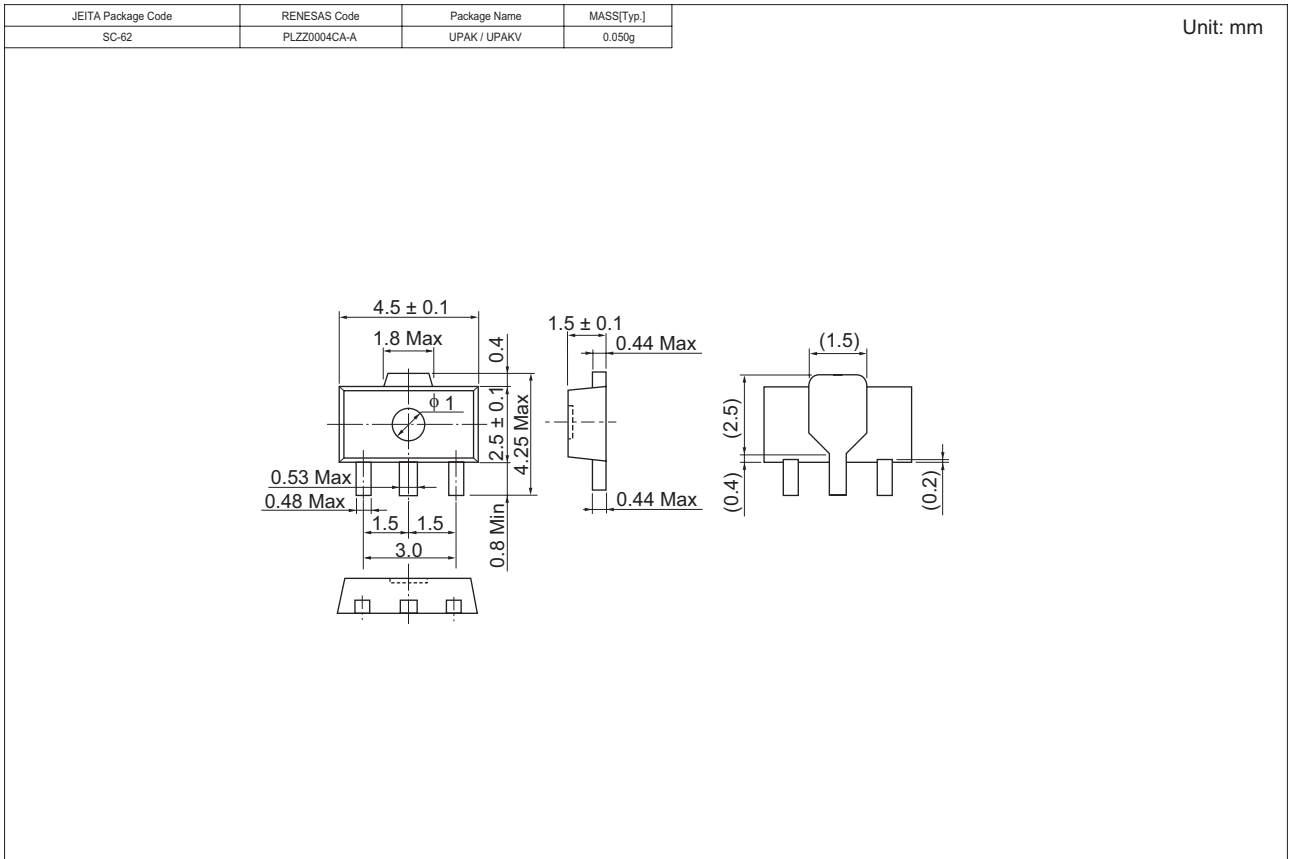 JEITA Package Code RENESAS Code Package Name MASS[Typ.]
SC-62 PLZZ0004CA-A UPAK / UPAKV 0.050g
Unit: mm
4.5 ± 0.1
1.8 Max
0.4
ϕ 1
2.5 ± 0.1
4.25 Max
0.53 Max
0.48 Max
1.5 1.5
3.0
0.8 Min
1.5 ± 0.1
0.44 Max
0.44 Max
(1.5)
(2.5)
(0.4)
(0.2)